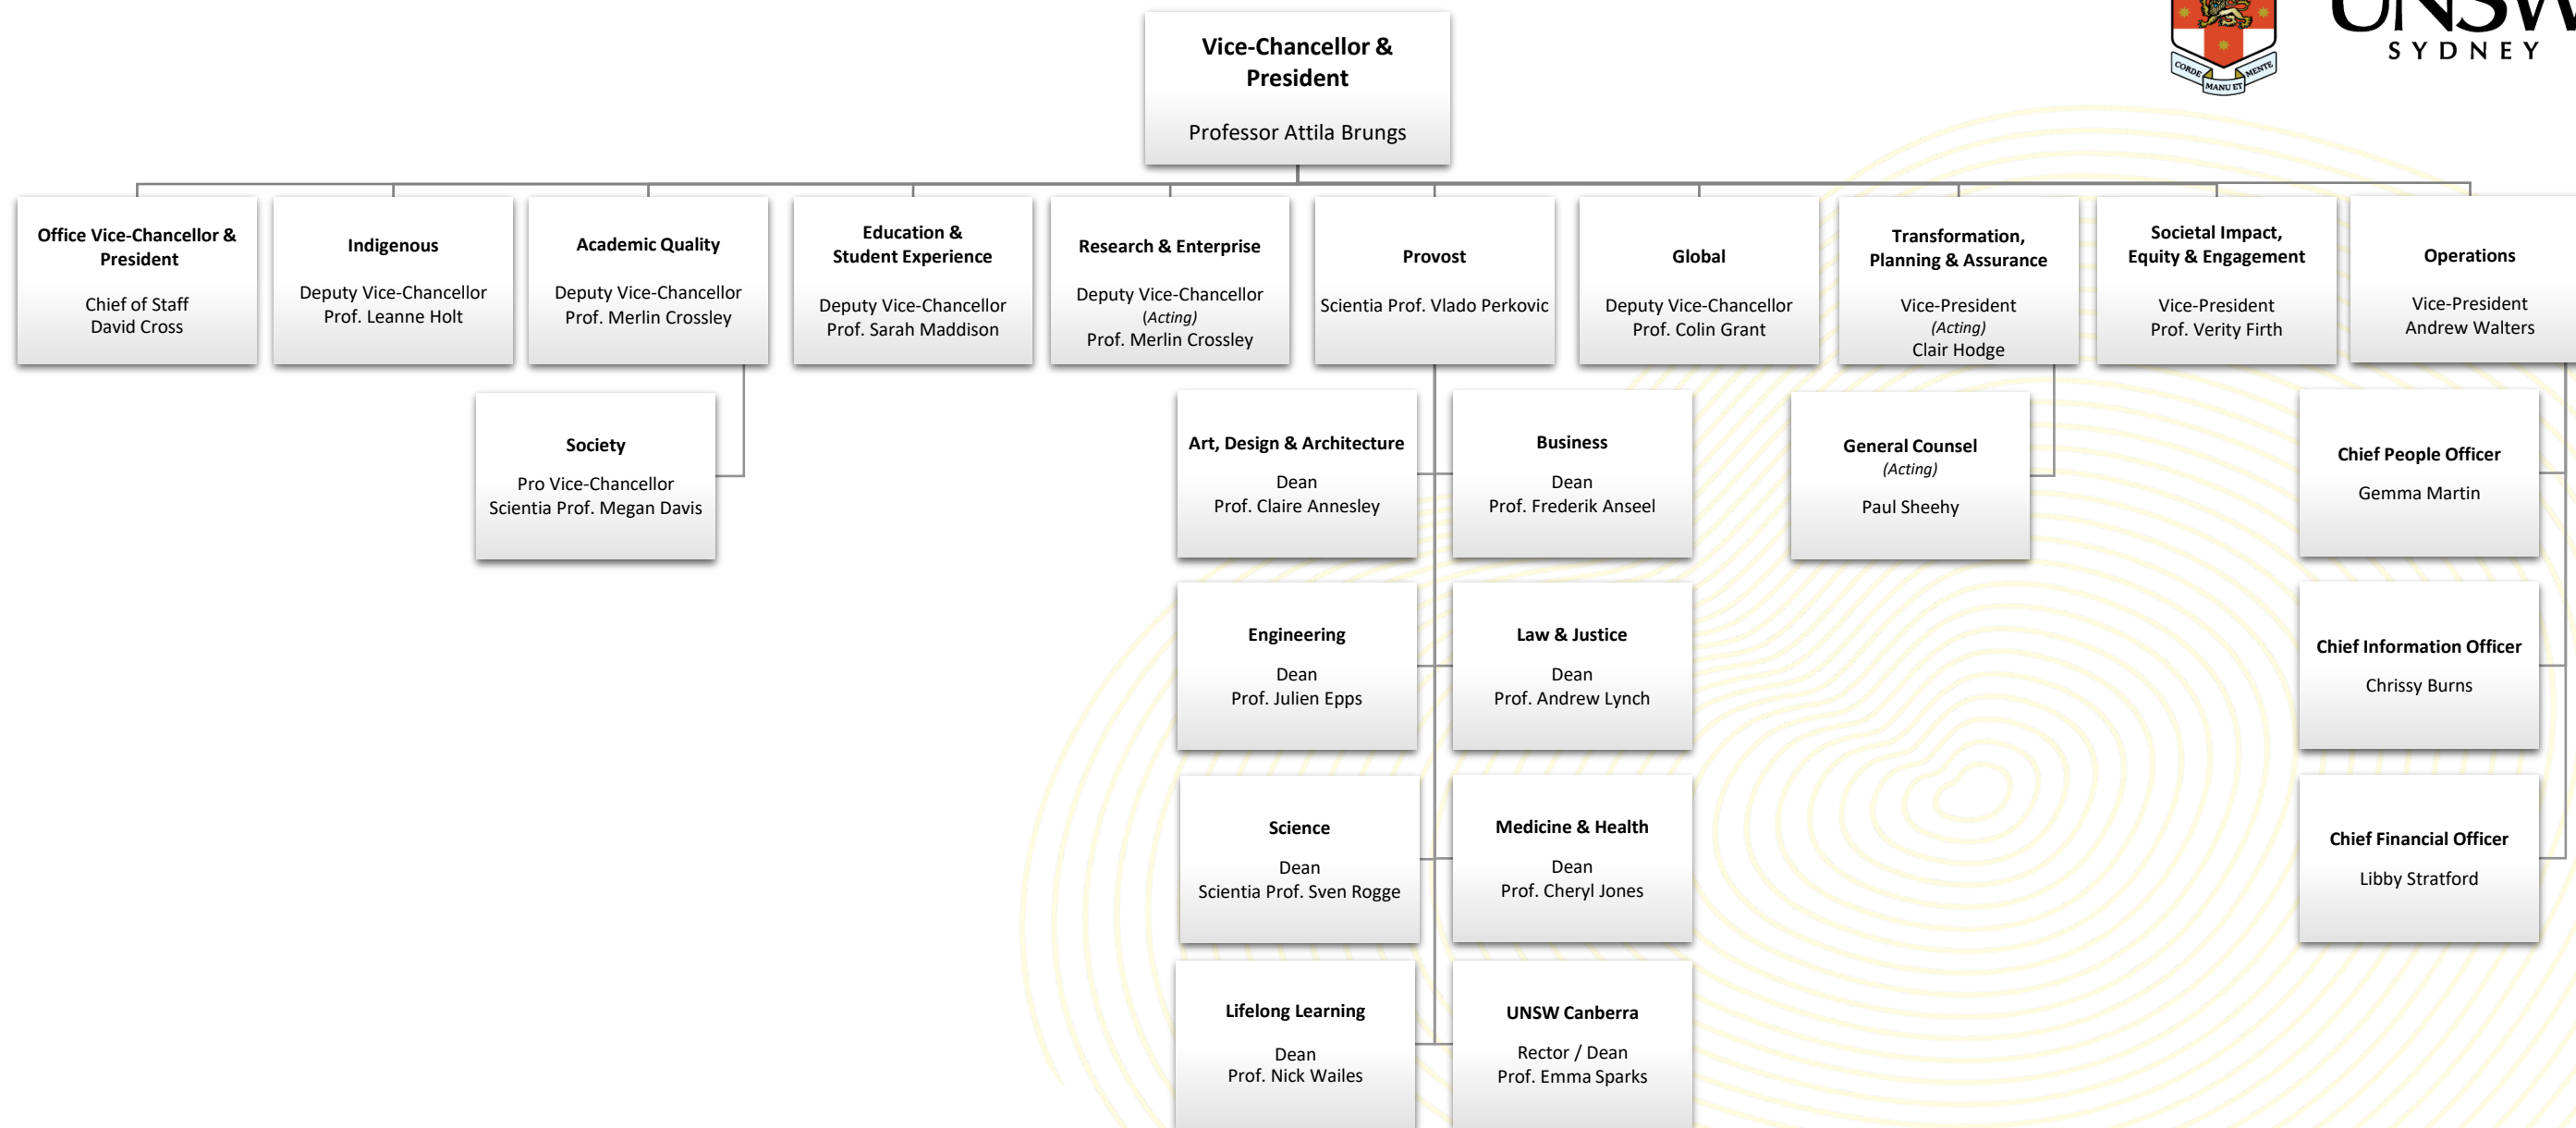 CORDE
MANU ET
MENTE
UNSW
SYDNEY
Vice-Chancellor &
President
Professor Attila Brungs
Office Vice-Chancellor &
President
Chief of Staff
David Cross
Indigenous
Deputy Vice-Chancellor
Prof. Leanne Holt
Academic Quality
Deputy Vice-Chancellor
Prof. Merlin Crossley
Education &
Student Experience
Deputy Vice-Chancellor
Prof. Sarah Maddison
Research & Enterprise
Deputy Vice-Chancellor
(Acting)
Prof. Merlin Crossley
Provost
Scientia Prof. Vlado Perkovic
Global
Deputy Vice-Chancellor
Prof. Colin Grant
Transformation,
Planning & Assurance
Vice-President
(Acting)
Clair Hodge
Societal Impact,
Equity & Engagement
Vice-President
Prof. Verity Firth
Operations
Vice-President
Andrew Walters
Society
Pro Vice-Chancellor
Scientia Prof. Megan Davis
Art, Design & Architecture
Dean
Prof. Claire Annesley
Business
Dean
Prof. Frederik Anseel
General Counsel
(Acting)
Paul Sheehy
Chief People Officer
Gemma Martin
Engineering
Dean
Prof. Julien Epps
Law & Justice
Dean
Prof. Andrew Lynch
Chief Information Officer
Chrissy Burns
Science
Dean
Scientia Prof. Sven Rogge
Medicine & Health
Dean
Prof. Cheryl Jones
Chief Financial Officer
Libby Stratford
Lifelong Learning
Dean
Prof. Nick Wailes
UNSW Canberra
Rector / Dean
Prof. Emma Sparks